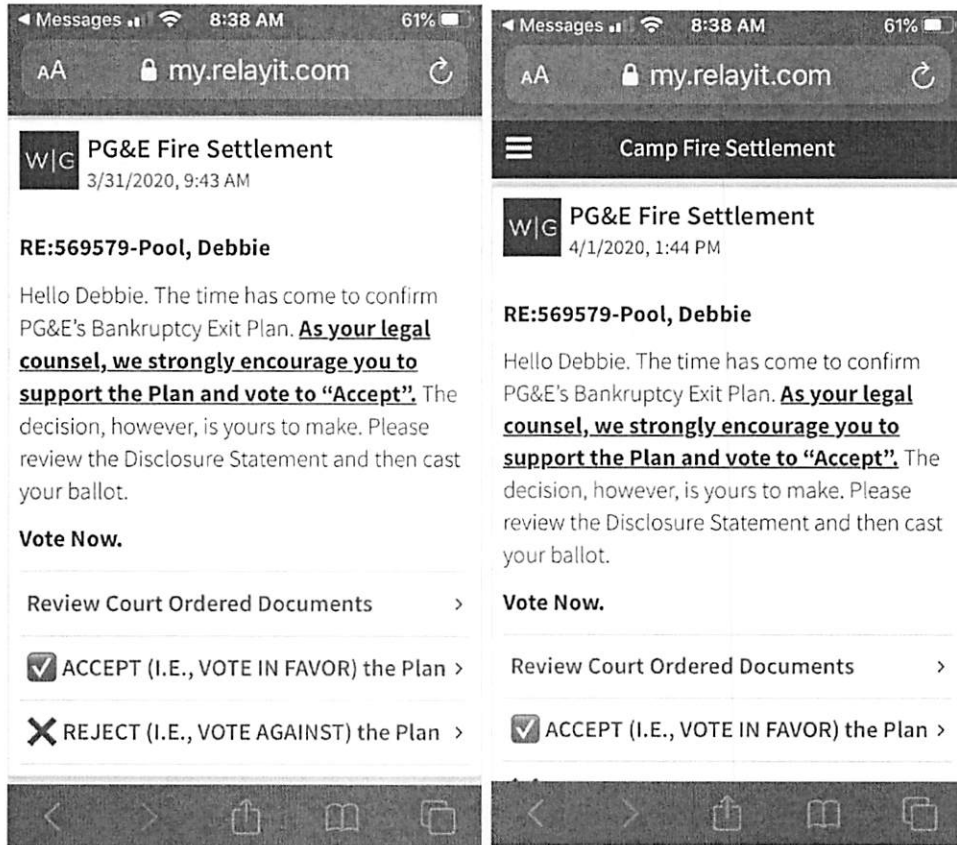 Messages 8:38 AM 61%
AA my.relayit.com
W|G PG&E Fire Settlement
3/31/2020, 9:43 AM
RE:569579-Pool, Debbie
Hello Debbie. The time has come to confirm
PG&E's Bankruptcy Exit Plan. As your legal
counsel, we strongly encourage you to
support the Plan and vote to “Accept”. The
decision, however, is yours to make. Please
review the Disclosure Statement and then cast
your ballot.
Vote Now.
Review Court Ordered Documents >
ACCEPT (I.E., VOTE IN FAVOR) the Plan >
REJECT (I.E., VOTE AGAINST) the Plan >
Messages 8:38 AM 61%
AA my.relayit.com
Camp Fire Settlement
W|G PG&E Fire Settlement
4/1/2020, 1:44 PM
RE:569579-Pool, Debbie
Hello Debbie. The time has come to confirm
PG&E's Bankruptcy Exit Plan. As your legal
counsel, we strongly encourage you to
support the Plan and vote to “Accept”. The
decision, however, is yours to make. Please
review the Disclosure Statement and then cast
your ballot.
Vote Now.
Review Court Ordered Documents >
ACCEPT (I.E., VOTE IN FAVOR) the Plan >